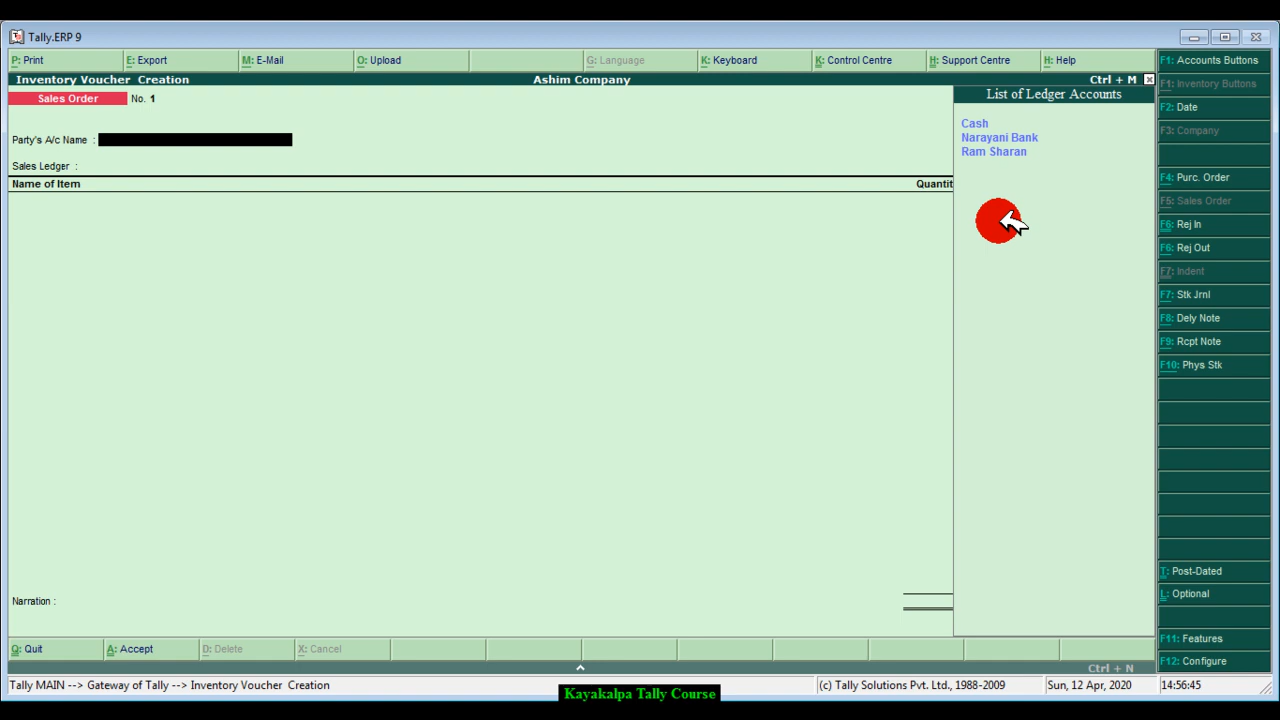 Tally.ERP 9
P: Print
E: Export
M: E-Mail
O: Upload
G: Language
K: Keyboard
K: Control Centre
H: Support Centre
H: Help
Inventory Voucher Creation
Ashim Company
Ctrl + M
Sales Order No. 1
Party's A/c Name :
Sales Ledger :
Name of Item
Quantit
List of Ledger Accounts
Cash
Narayani Bank
Ram Sharan
F1: Accounts Buttons
F1: Inventory Buttons
F2: Date
F3: Company
F4: Purc. Order
F5: Sales Order
F6: Rej In
F6: Rej Out
F7: Indent
F7: Stk Jrnl
F8: Dely Note
F9: Rcpt Note
F10: Phys Stk
T: Post-Dated
L: Optional
F11: Features
F12: Configure
Narration :
Q: Quit
A: Accept
D: Delete
X: Cancel
Ctrl + N
Tally MAIN --> Gateway of Tally --> Inventory Voucher Creation
(c) Tally Solutions Pvt. Ltd., 1988-2009
Sun, 12 Apr, 2020
14:56:45
Kayakalpa Tally Course